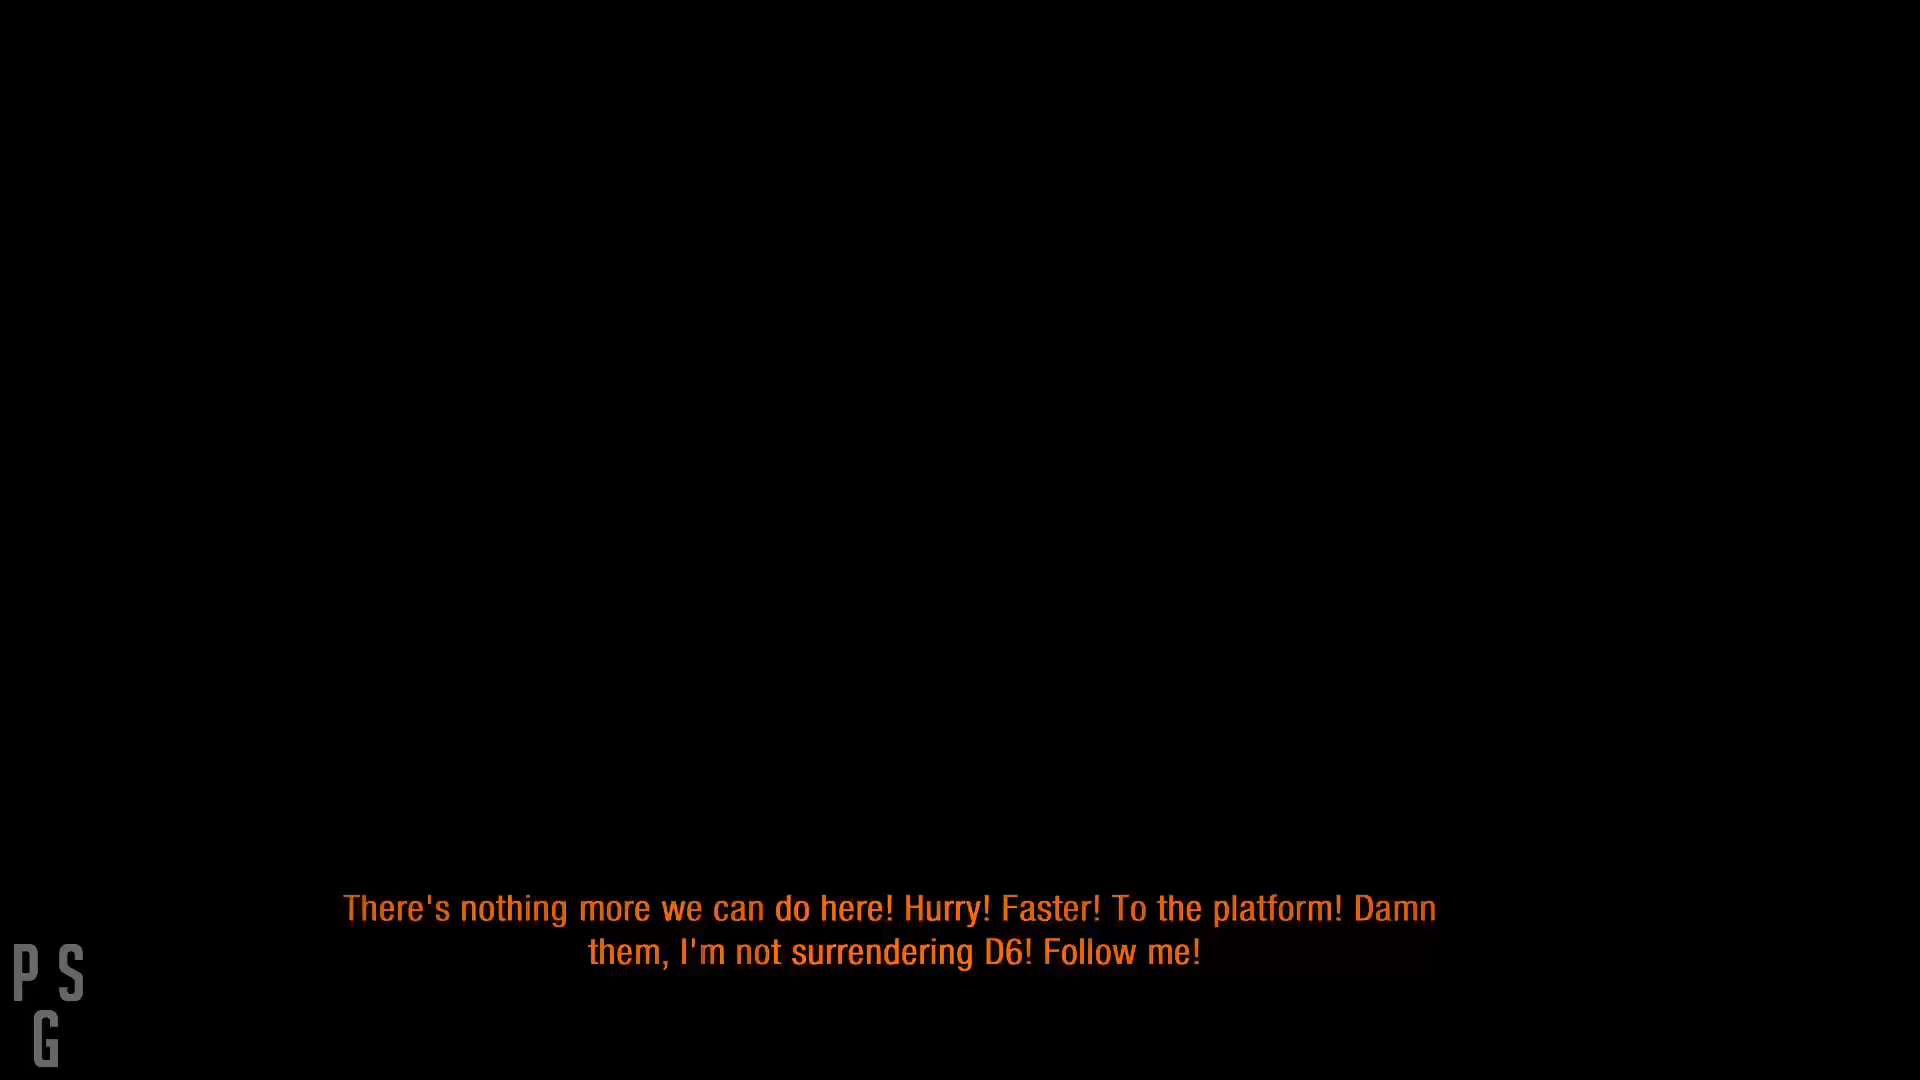 There's nothing more we can do here! Hurry! Faster! To the platform! Damn
them, I'm not surrendering D6! Follow me!
P S
G